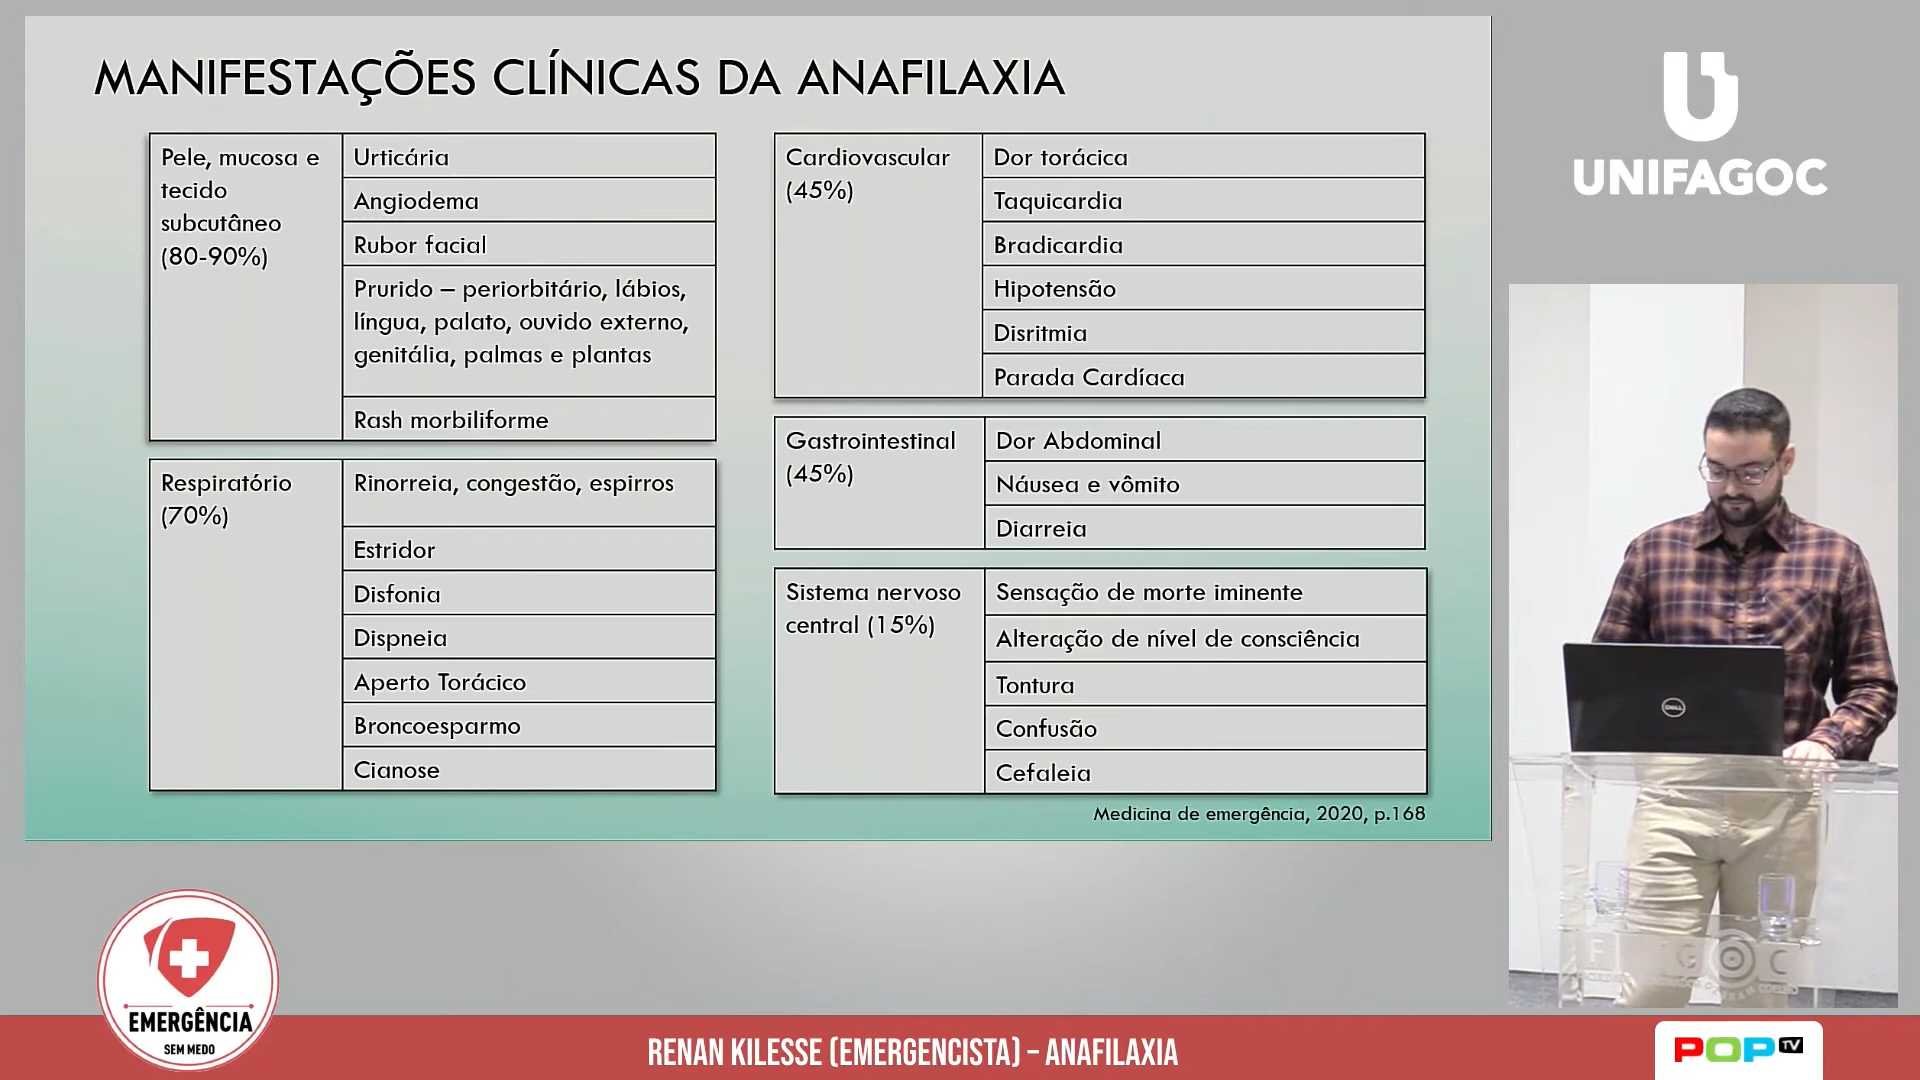 MANIFESTAÇÕES CLÍNICAS DA ANAFILAXIA
Pele, mucosa e
tecido
subcutâneo
(80-90%)
Urticária
Angiodema
Rubor facial
Prurido – periorbitário, lábios,
língua, palato, ouvido externo,
genitália, palmas e plantas
Rash morbiliforme
Respiratório
(70%)
Rinorreia, congestão, espirros
Estridor
Disfonia
Dispneia
Aperto Torácico
Broncoesparmo
Cianose
Cardiovascular
(45%)
Dor torácica
Taquicardia
Bradicardia
Hipotensão
Disritmia
Parada Cardíaca
Gastrointestinal
(45%)
Dor Abdominal
Náusea e vômito
Diarreia
Sistema nervoso
central (15%)
Sensação de morte iminente
Alteração de nível de consciência
Tontura
Confusão
Cefaleia
Medicina de emergência, 2020, p.168
UNIFAGOC
DELL
EMERGÊNCIA
SEM MEDO
RENAN KILESSE (EMERGENCISTA) – ANAFILAXIA
POP TV